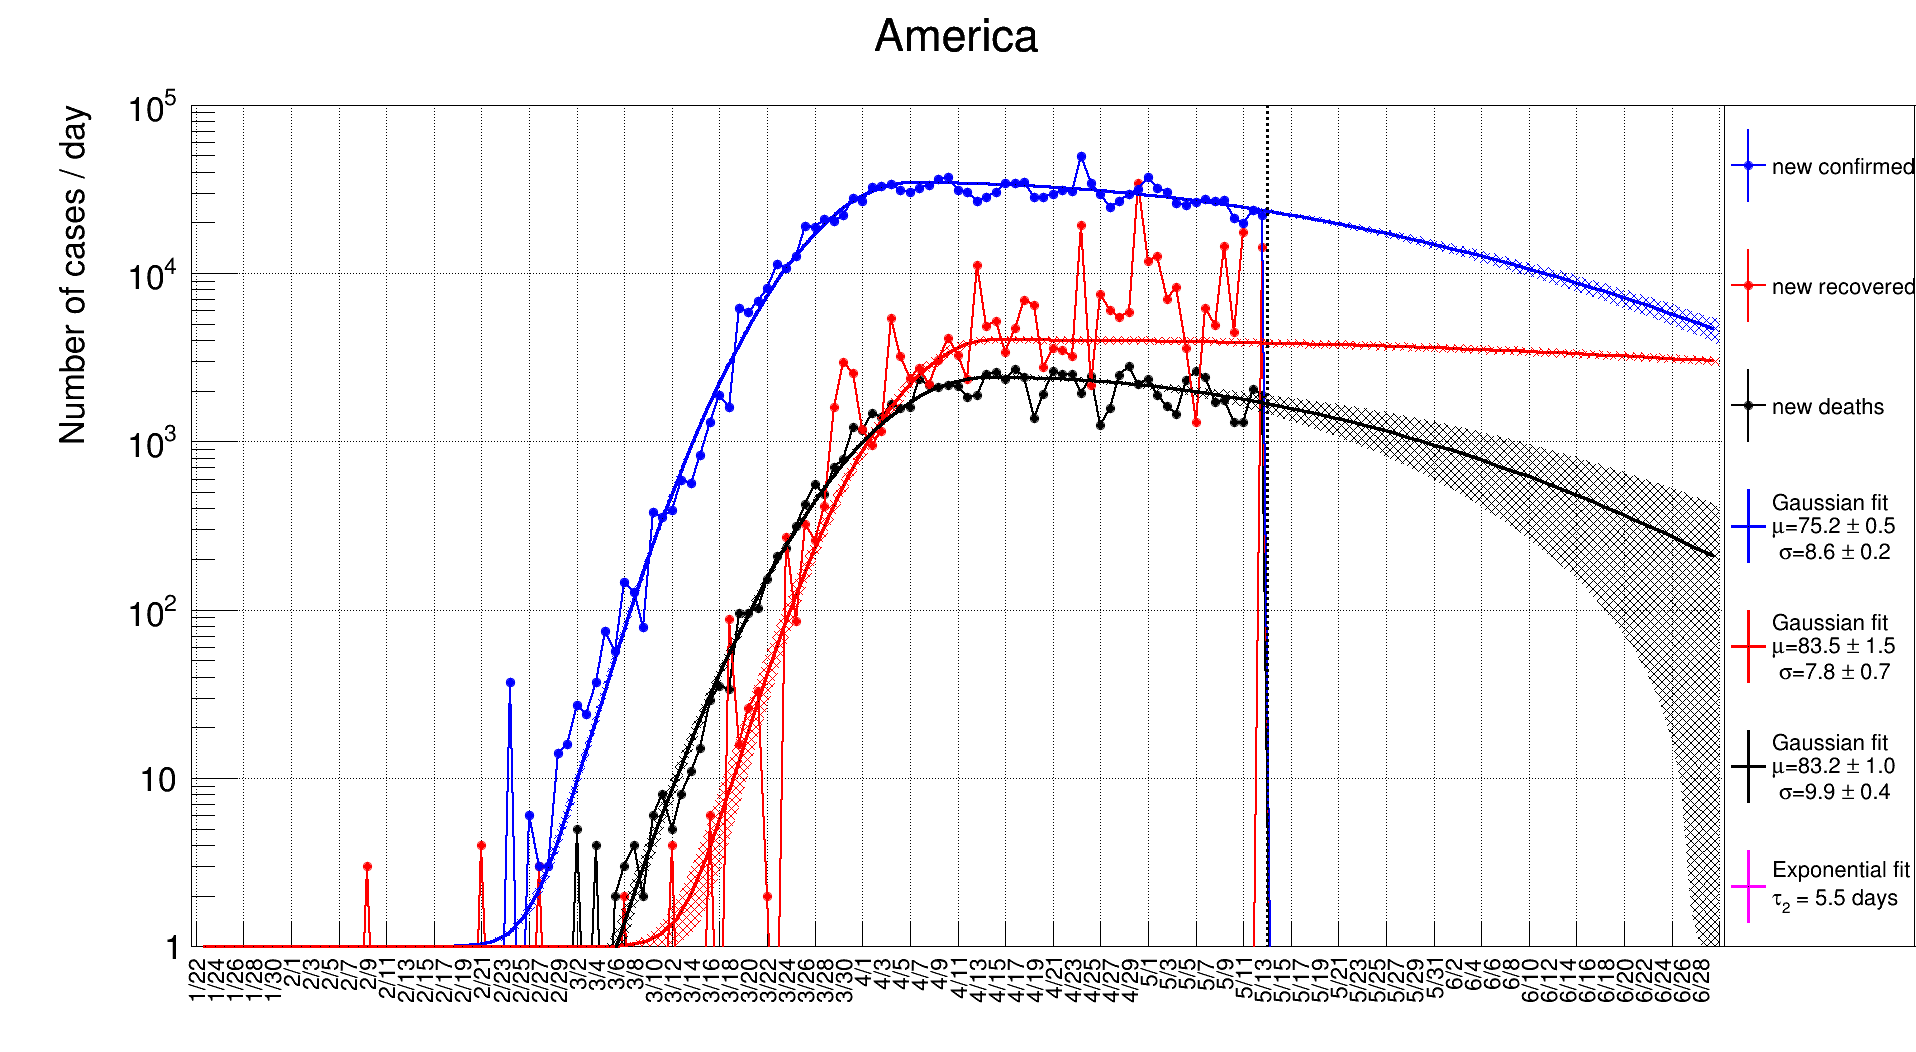 America
Number of cases / day
10⁵
10⁴
10³
10²
10
1
1/22 1/24 1/26 1/28 1/30 2/1 2/3 2/5 2/7 2/9 2/11 2/13 2/15 2/17 2/19 2/21 2/23 2/25 2/27 2/29 3/2 3/4 3/6 3/8 3/10 3/12 3/14 3/16 3/18 3/20 3/22 3/24 3/26 3/28 3/30 4/1 4/3 4/5 4/7 4/9 4/11 4/13 4/15 4/17 4/19 4/21 4/23 4/25 4/27 4/29 5/1 5/3 5/5 5/7 5/9 5/11 5/13 5/15 5/17 5/19 5/21 5/23 5/25 5/27 5/29 5/31 6/2 6/4 6/6 6/8 6/10 6/12 6/14 6/16 6/18 6/20 6/22 6/24 6/26 6/28
new confirmed
new recovered
new deaths
Gaussian fit
μ=75.2 ± 0.5
σ=8.6 ± 0.2
Gaussian fit
μ=83.5 ± 1.5
σ=7.8 ± 0.7
Gaussian fit
μ=83.2 ± 1.0
σ=9.9 ± 0.4
Exponential fit
τ₂ = 5.5 days